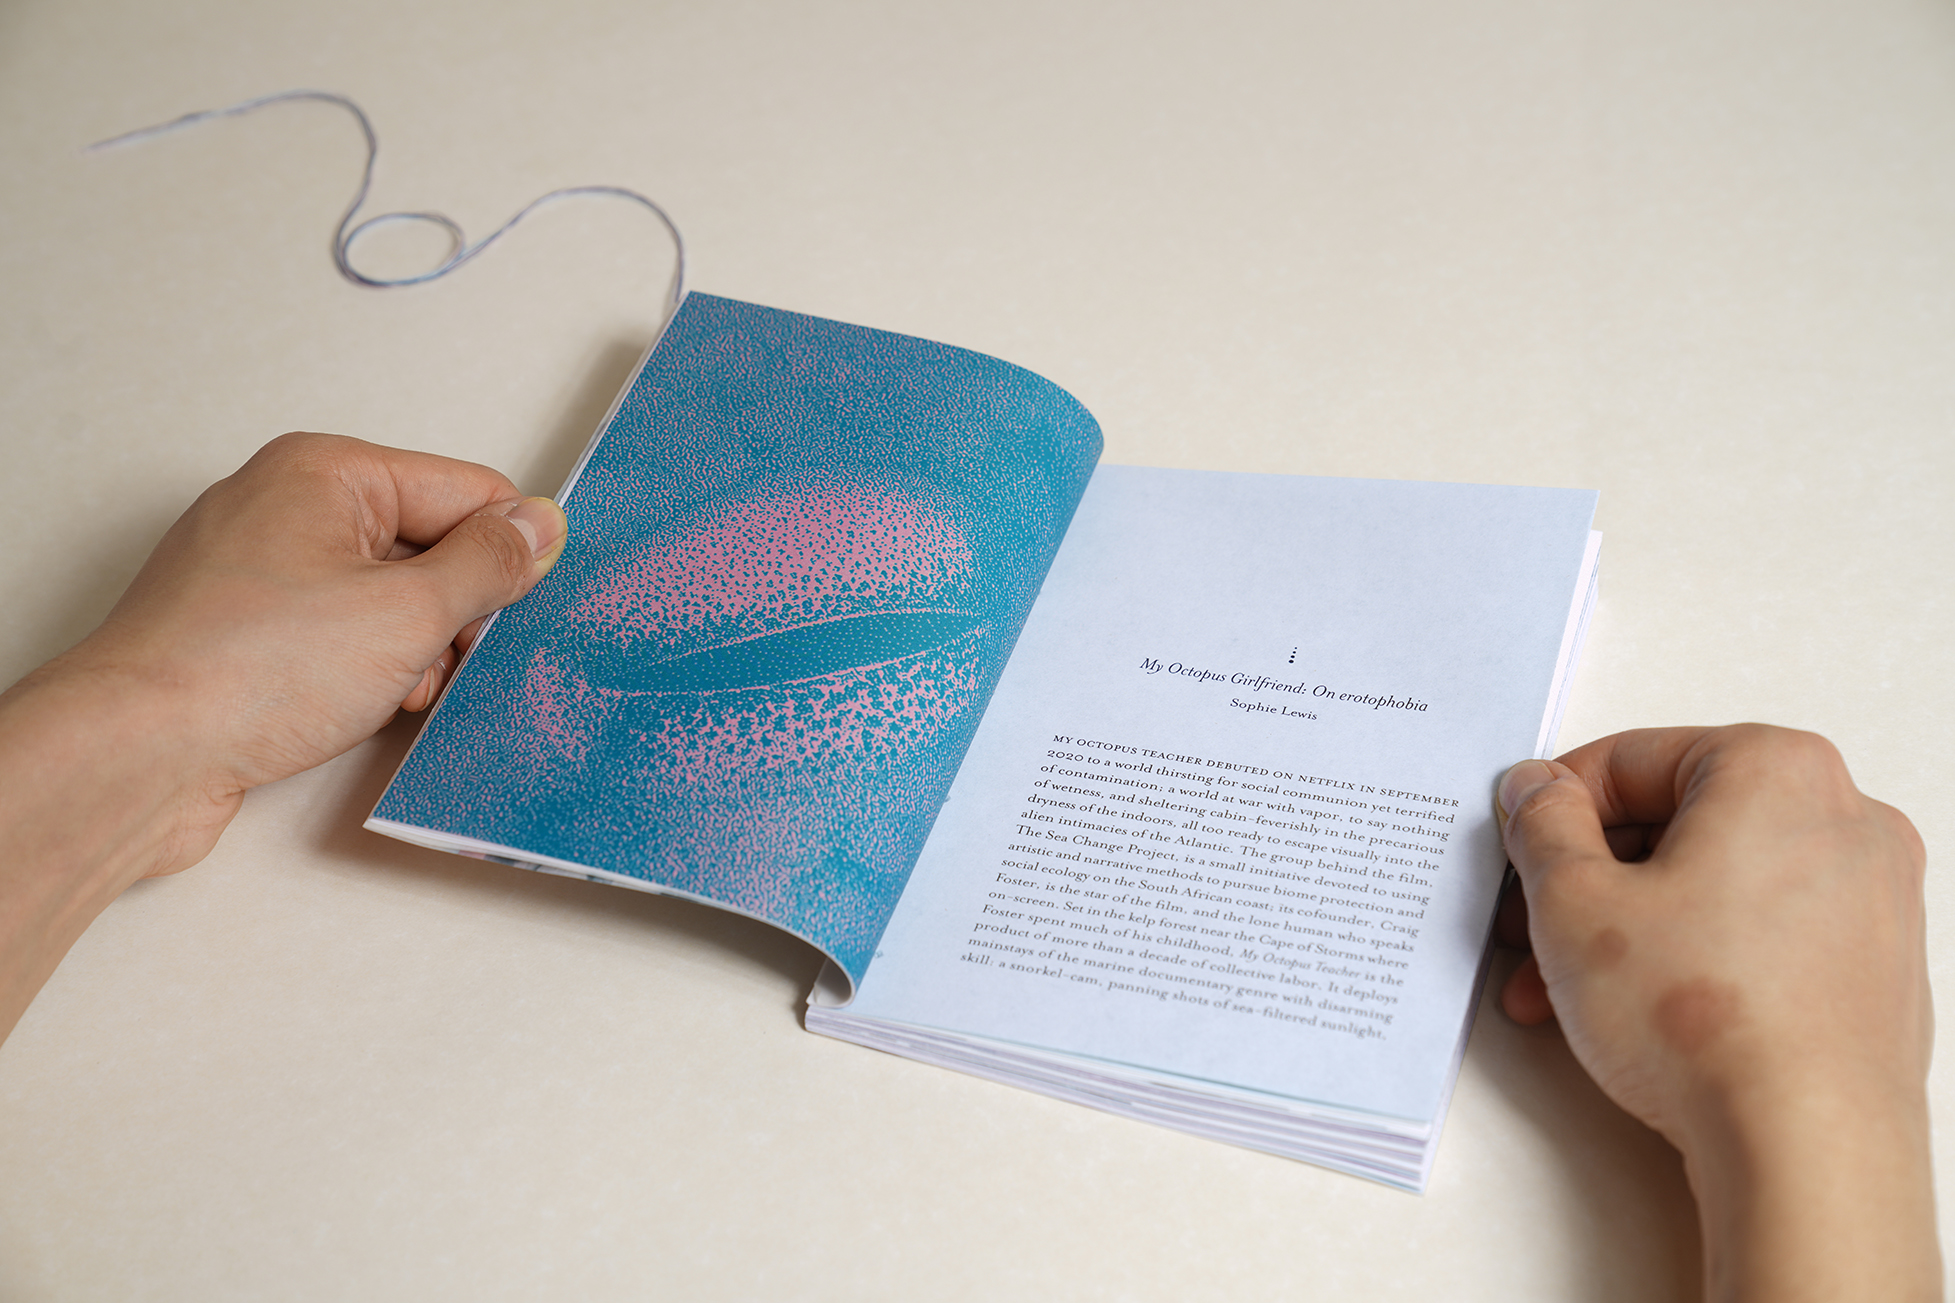 My Octopus Girlfriend: On erotophobia
Sophie Lewis
MY OCTOPUS TEACHER DEBUTED ON NETFLIX IN SEPTEMBER
2020 to a world thirsting for social communion yet terrified
of contamination; a world at war with vapor, to say nothing
of wetness, and sheltering cabin-feverishly in the precarious
dryness of the indoors, all too ready to escape visually into the
alien intimacies of the Atlantic. The group behind the film,
The Sea Change Project, is a small initiative devoted to using
artistic and narrative methods to pursue biome protection and
social ecology on the South African coast; its cofounder, Craig
Foster, is the star of the film, and the lone human who speaks
on-screen. Set in the kelp forest near the Cape of Storms where
Foster spent much of his childhood, My Octopus Teacher is the
product of more than a decade of collective labor. It deploys
mainstays of the marine documentary genre with disarming
skill: a snorkel-cam, panning shots of sea-filtered sunlight.